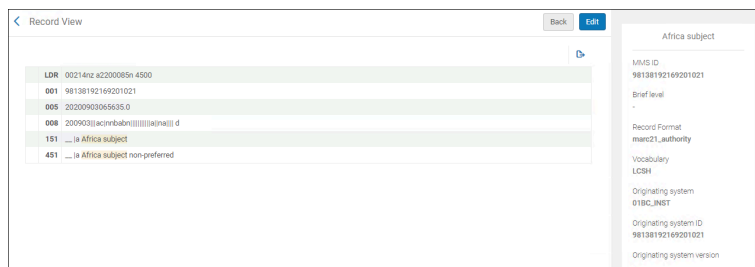 Record View
Back
Edit
LDR 00214nz a2200085n 4500
001 98138192169201021
005 20200903065635.0
008 200903|||ac|nnbabn||||||||||a||na|||| d
151 __ |a Africa subject
451 __ |a Africa subject non-preferred
Africa subject
MMS ID
98138192169201021
Brief level
-
Record Format
marc21_authority
Vocabulary
LCSH
Originating system
01BC_INST
Originating system ID
98138192169201021
Originating system version